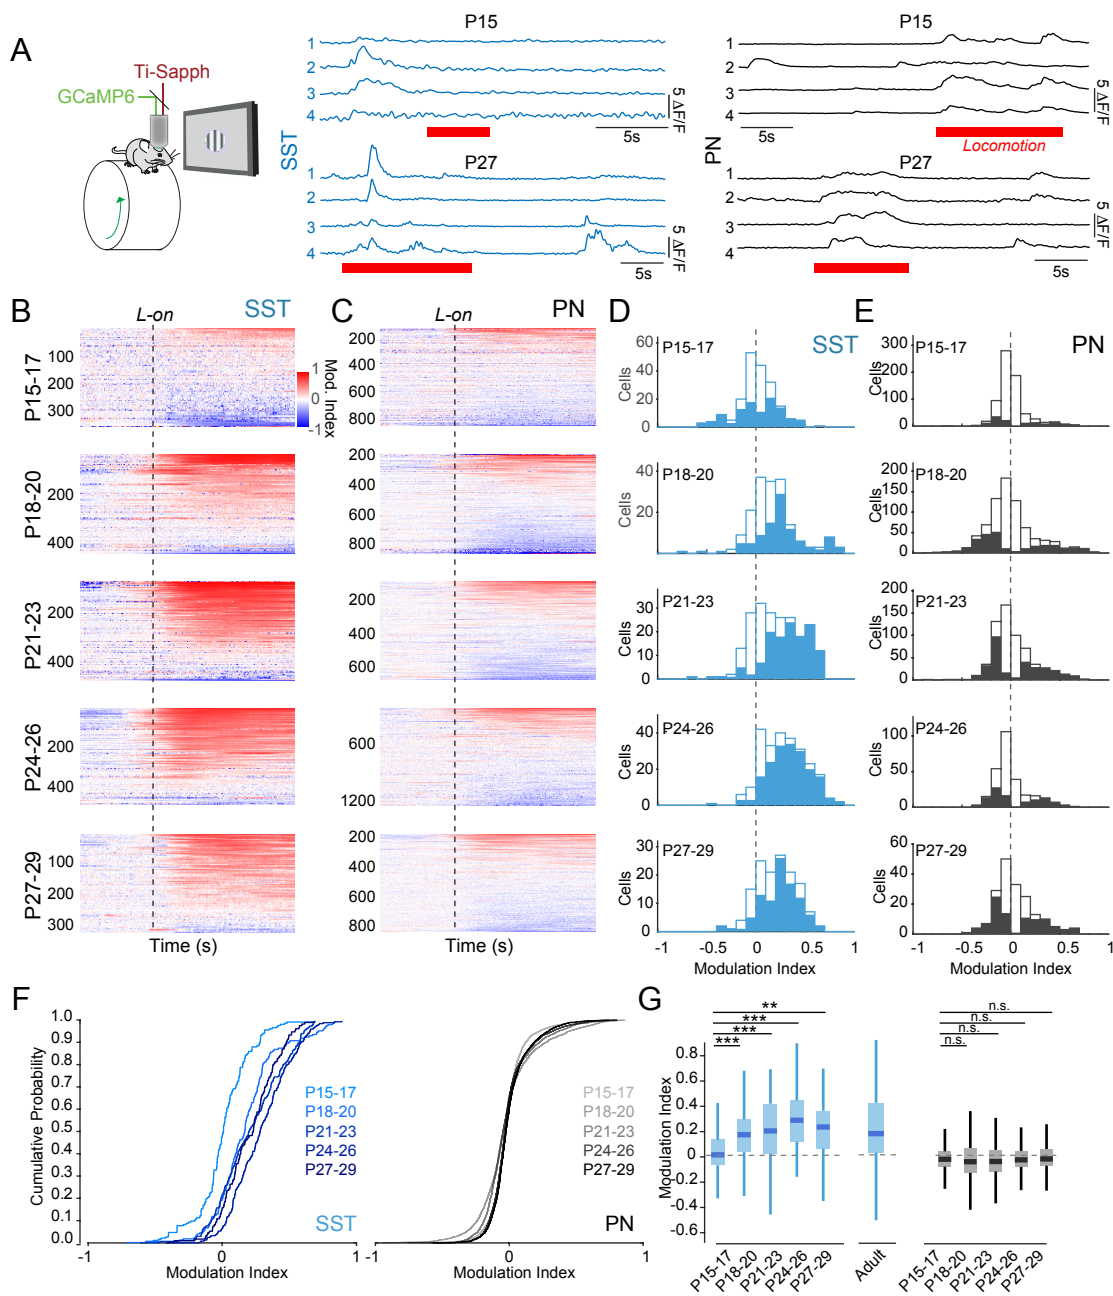 A
Ti-Sapph
GCaMP6
SST
P15
1
2
3
4
5 ΔF/F
5s
P27
1
2
3
4
5 ΔF/F
5s
PN
P15
1
2
3
4
5 ΔF/F
5s
Locomotion
P27
1
2
3
4
5 ΔF/F
5s
B
L-on
SST
P15-17
100
200
300
1
0
-1
Mod. Index
P18-20
200
400
P21-23
200
400
P24-26
200
400
P27-29
100
200
300
Time (s)
C
L-on
PN
200
400
600
800
200
400
600
800
200
400
600
600
1200
200
400
600
800
Time (s)
D
SST
P15-17
Cells
60
40
20
0
P18-20
Cells
40
20
P21-23
Cells
30
20
10
0
P24-26
Cells
40
20
0
P27-29
Cells
30
20
10
0
-1 -0.5 0 0.5 1
Modulation Index
E
PN
P15-17
Cells
300
200
100
0
P18-20
Cells
200
150
100
50
0
P21-23
Cells
200
150
100
50
0
P24-26
Cells
100
50
0
P27-29
Cells
60
40
20
0
-1 -0.5 0 0.5 1
Modulation Index
F
Cumulative Probability
1.0
0.9
0.8
0.7
0.6
0.5
0.4
0.3
0.2
0.1
0.0
P15-17
P18-20
P21-23
P24-26
P27-29
SST
-1 0 1
Modulation Index
P15-17
P18-20
P21-23
P24-26
P27-29
PN
-1 0 1
Modulation Index
G
Modulation Index
0.8
0.6
0.4
0.2
0
-0.2
-0.4
-0.6
**
***
***
***
n.s.
n.s.
n.s.
n.s.
P15-17
P18-20
P21-23
P24-26
P27-29
Adult
P15-17
P18-20
P21-23
P24-26
P27-29